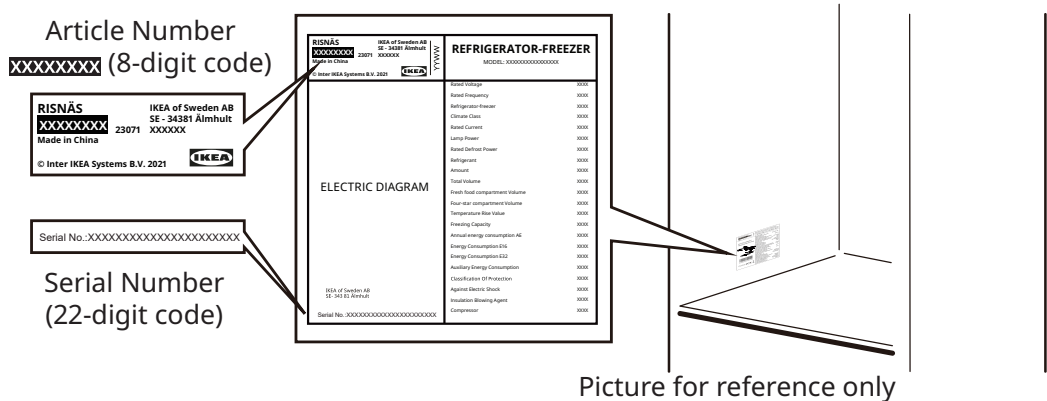 Article Number
XXXXXXXX (8-digit code)
RISNÄS
XXXXXXXX
Made in China
23071
IKEA of Sweden AB
SE - 34381 Älmhult
XXXXXX
© Inter IKEA Systems B.V. 2021
IKEA
Serial No.:XXXXXXXXXXXXXXXXXXXXXX
Serial Number
(22-digit code)
RISNÄS
XXXXXXXX
Made in China
23071
IKEA of Sweden AB
SE - 34381 Älmhult
XXXXXX
© Inter IKEA Systems B.V. 2021
IKEA
YYWW
REFRIGERATOR-FREEZER
MODEL: XXXXXXXXXXXXXXXX
ELECTRIC DIAGRAM
IKEA of Sweden AB
SE- 343 81 Älmhult
Serial No.:XXXXXXXXXXXXXXXXXXXXXX
Rated Voltage XXXX
Rated Frequency XXXX
Refrigerator-freezer XXXX
Climate Class XXXX
Rated Current XXXX
Lamp Power XXXX
Rated Defrost Power XXXX
Refrigerant XXXX
Amount XXXX
Total Volume XXXX
Fresh food compartment Volume XXXX
Four-star compartment Volume XXXX
Temperature Rise Value XXXX
Freezing Capacity XXXX
Annual energy consumption AE XXXX
Energy Consumption E16 XXXX
Energy Consumption E32 XXXX
Auxiliary Energy Consumption XXXX
Classification Of Protection XXXX
Against Electric Shock XXXX
Insulation Blowing Agent XXXX
Compressor XXXX
Picture for reference only